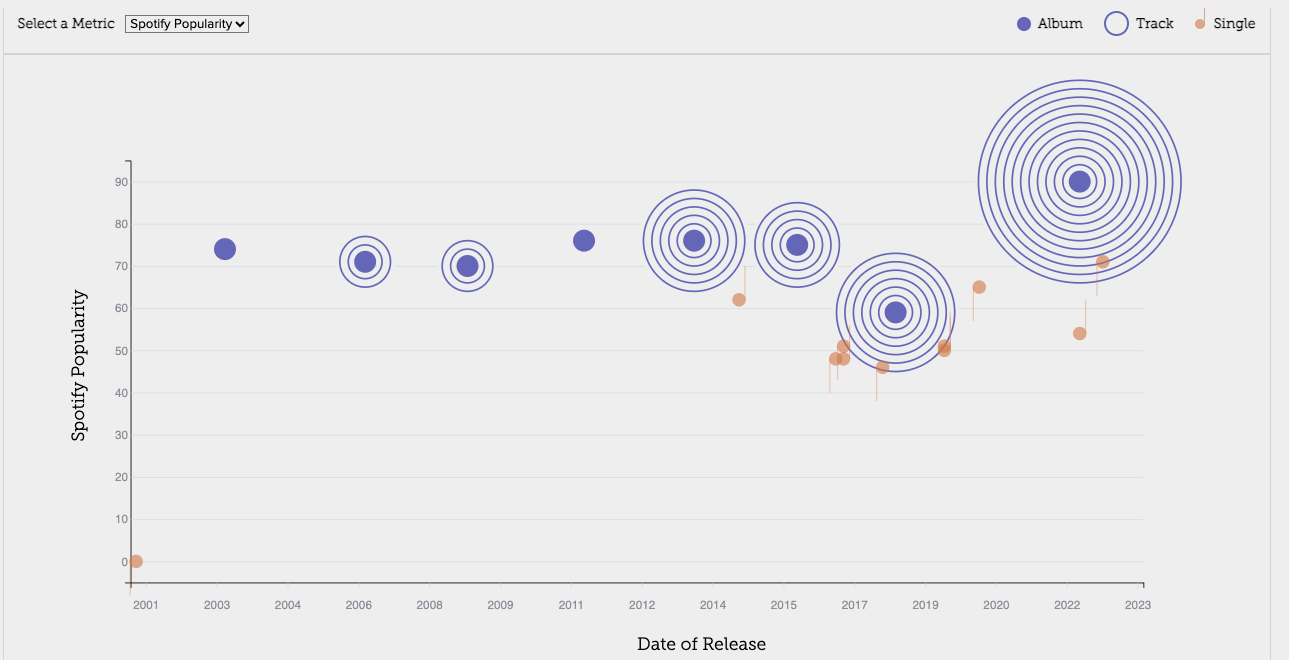 Select a Metric Spotify Popularity Album Track Single
90
80
70
60
50
40
30
20
10
0
Spotify Popularity
2001 2003 2004 2006 2008 2009 2011 2012 2014 2015 2017 2019 2020 2022 2023
Date of Release